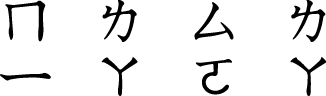 ㄇ ㄌ ㄙ ㄌ
ㄧ ㄚ ㄛ ㄚ